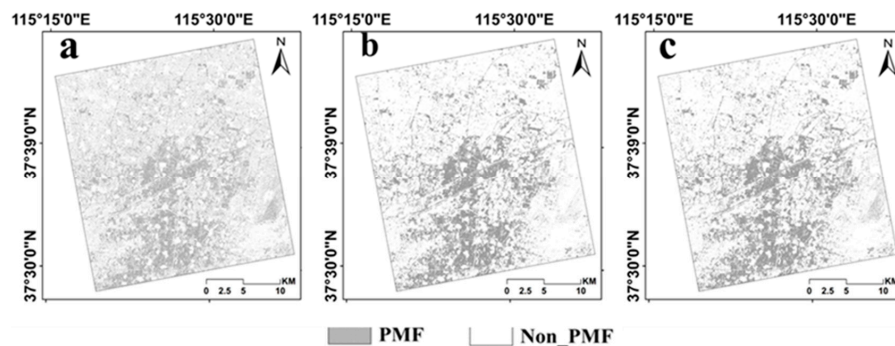 115°15'0"E 115°30'0"E 115°15'0"E 115°30'0"E 115°15'0"E 115°30'0"E
a N b N c N
37°39'0"N 37°39'0"N 37°39'0"N
37°30'0"N 37°30'0"N 37°30'0"N
0 2.5 5 10 KM 0 2.5 5 10 KM 0 2.5 5 10 KM
PMF Non_PMF